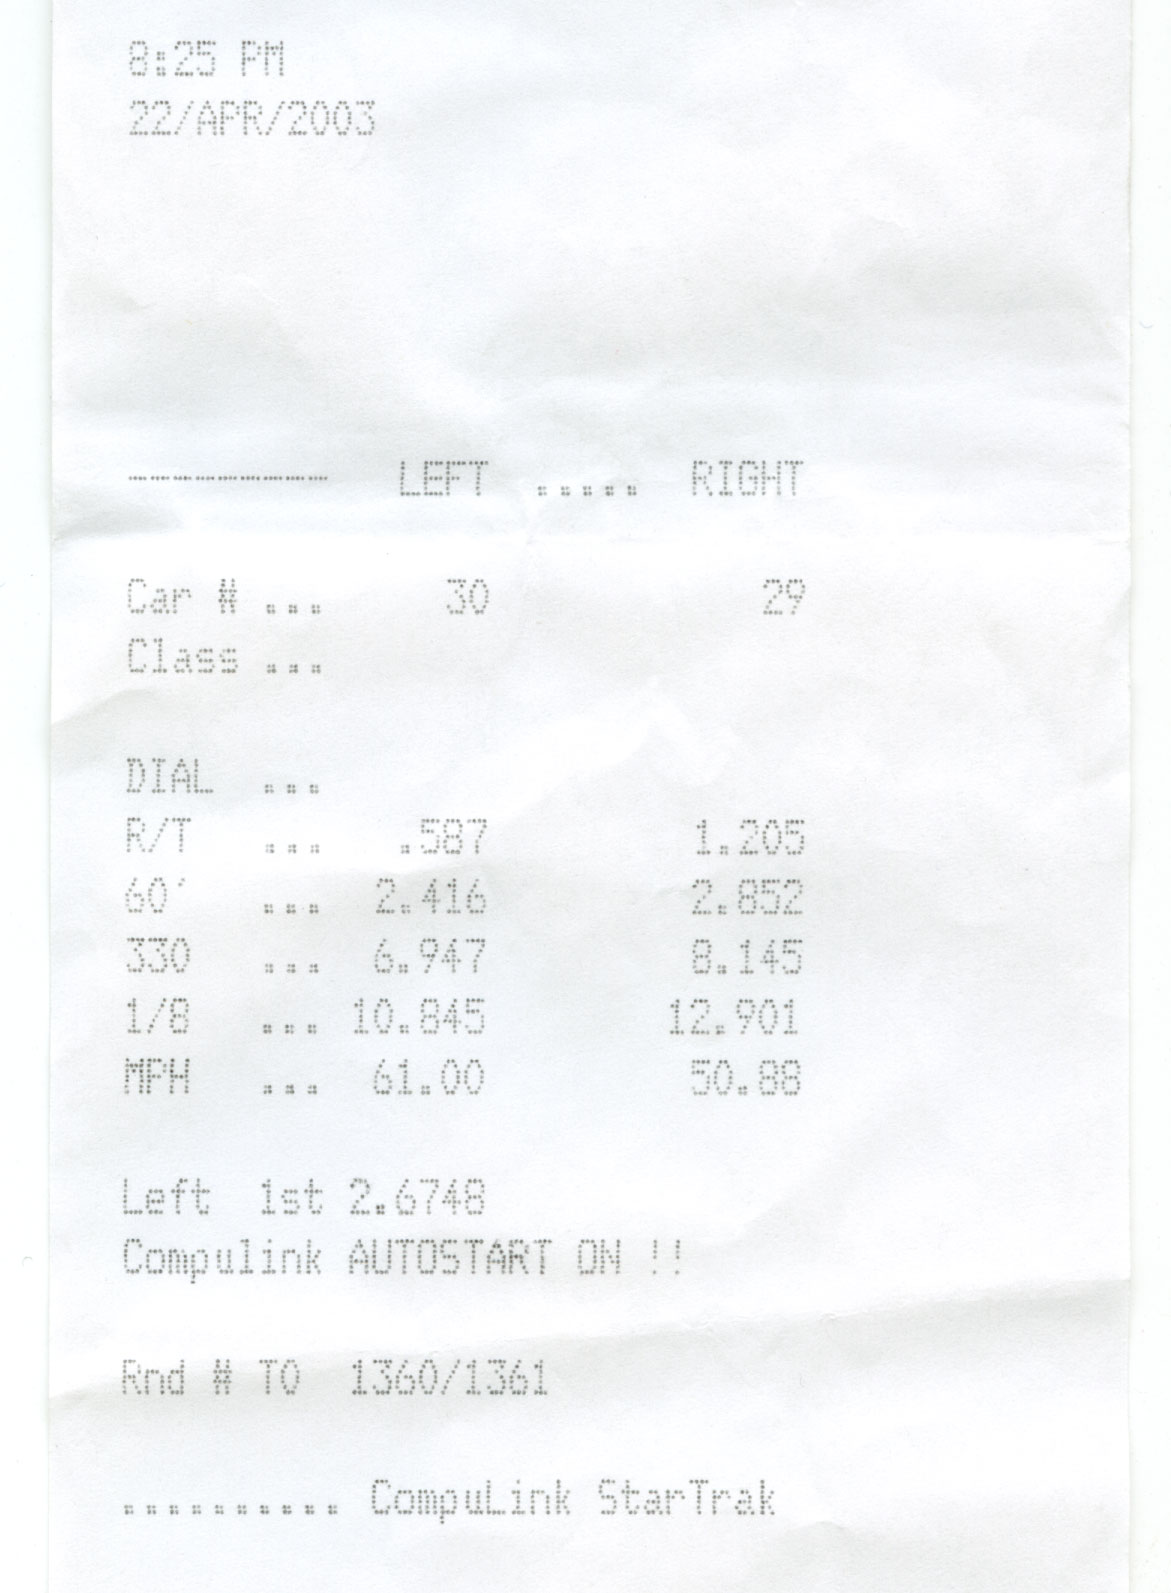 8:25 PM
22/APR/2003
------------ LEFT ..... RIGHT
Car # ... 30 29
Class ...
DIAL ...
R/T ... .587 1.205
60' ... 2.416 2.852
330 ... 6.947 8.145
1/8 ... 10.845 12.901
MPH ... 61.00 50.88
Left 1st 2.6748
Compulink AUTOSTART ON !!
Rnd # T0 1360/1361
.......... CompuLink StarTrak